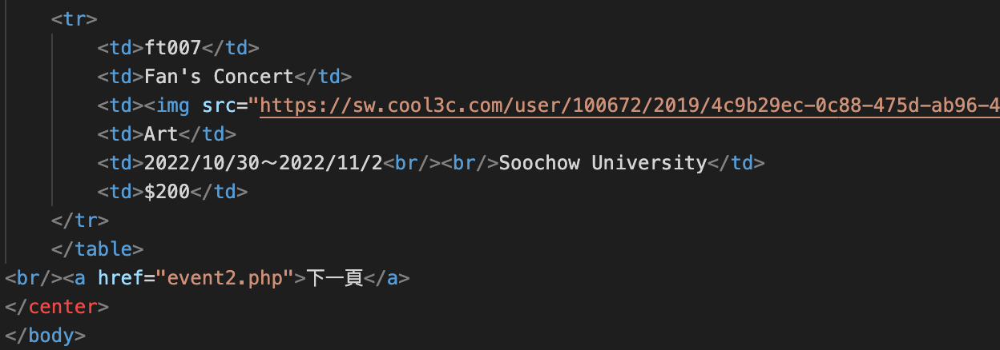 <tr>
<td>ft007</td>
<td>Fan's Concert</td>
<td><img src="https://sw.cool3c.com/user/100672/2019/4c9b29ec-0c88-475d-ab96-4
<td>Art</td>
<td>2022/10/30～2022/11/2<br/><br/>Soochow University</td>
<td>$200</td>
</tr>
</table>
<br/><a href="event2.php">下一頁</a>
</center>
</body>